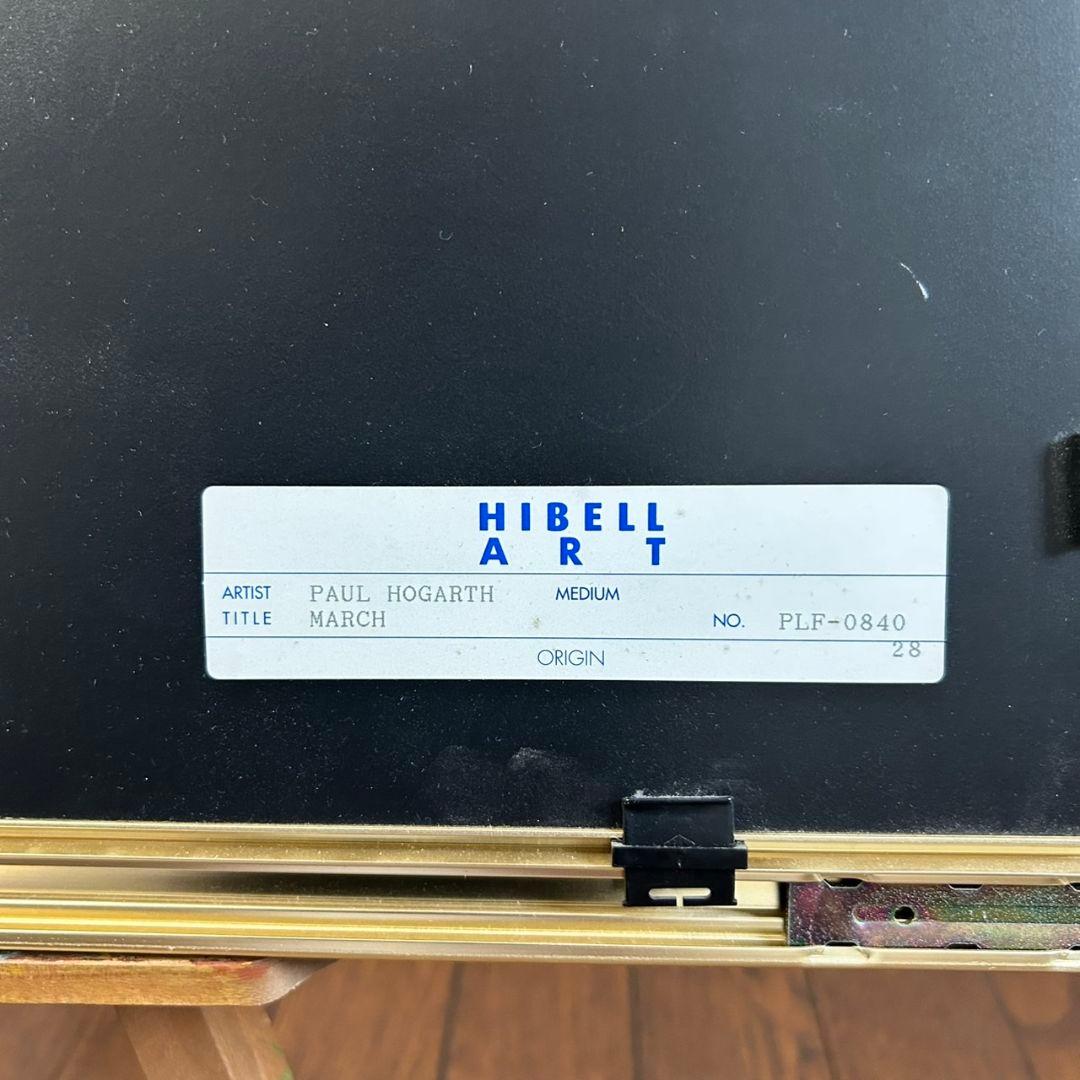 HIBELL
ART
ARTIST PAUL HOGARTH MEDIUM
TITLE MARCH NO. PLF-0840
28
ORIGIN